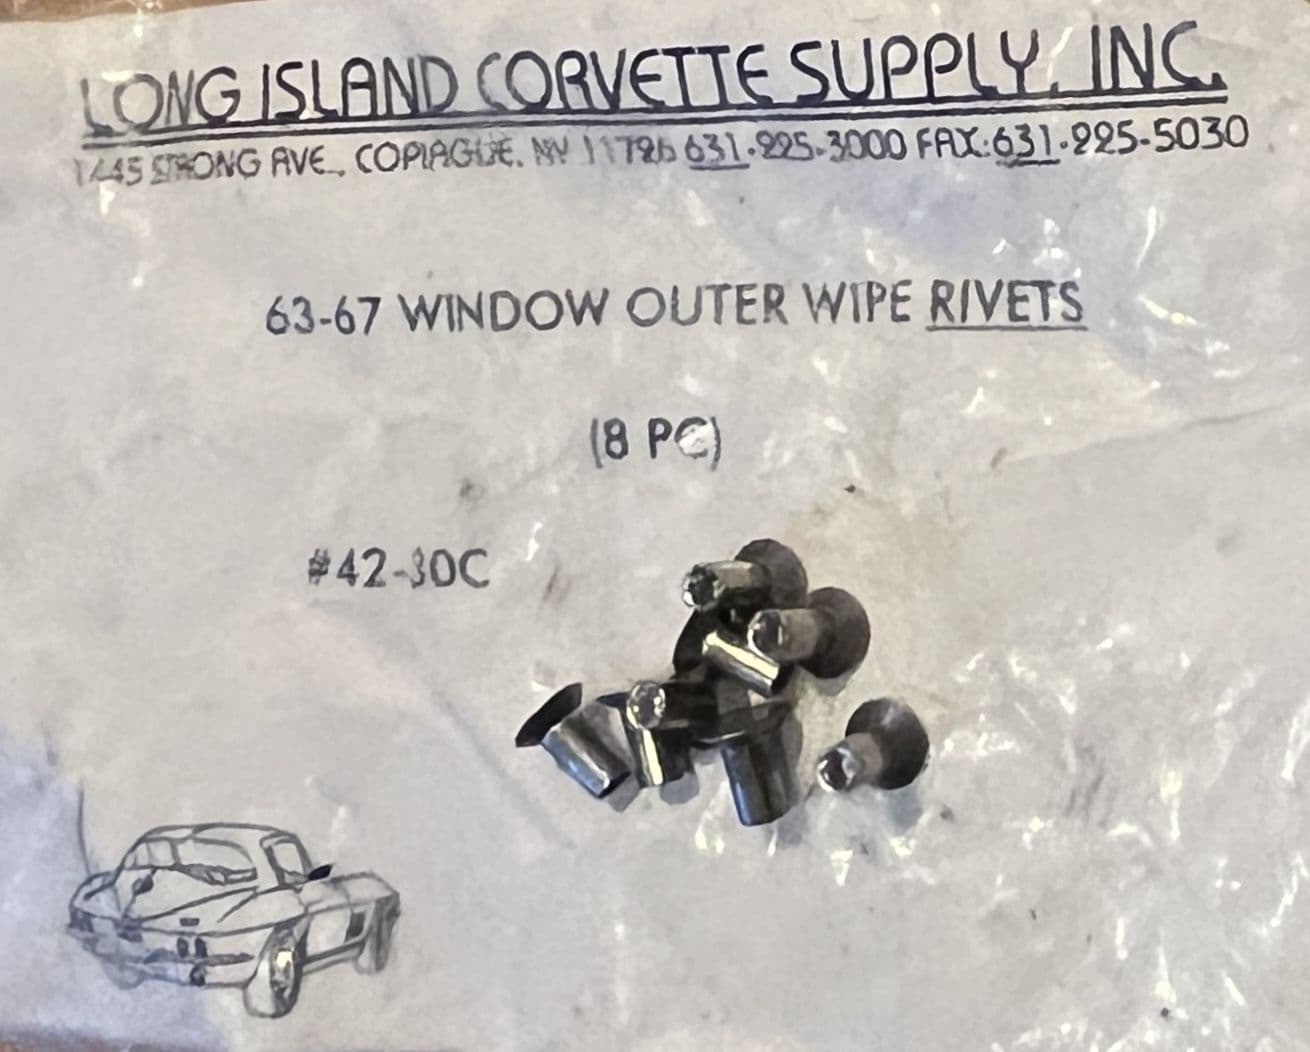 LONG ISLAND CORVETTE SUPPLY, INC.
1445 STRONG AVE., COPIAGUE, NY 11726 631-225-3000 FAX:631-225-5030
63-67 WINDOW OUTER WIPE RIVETS
(8 PC)
#42-30C